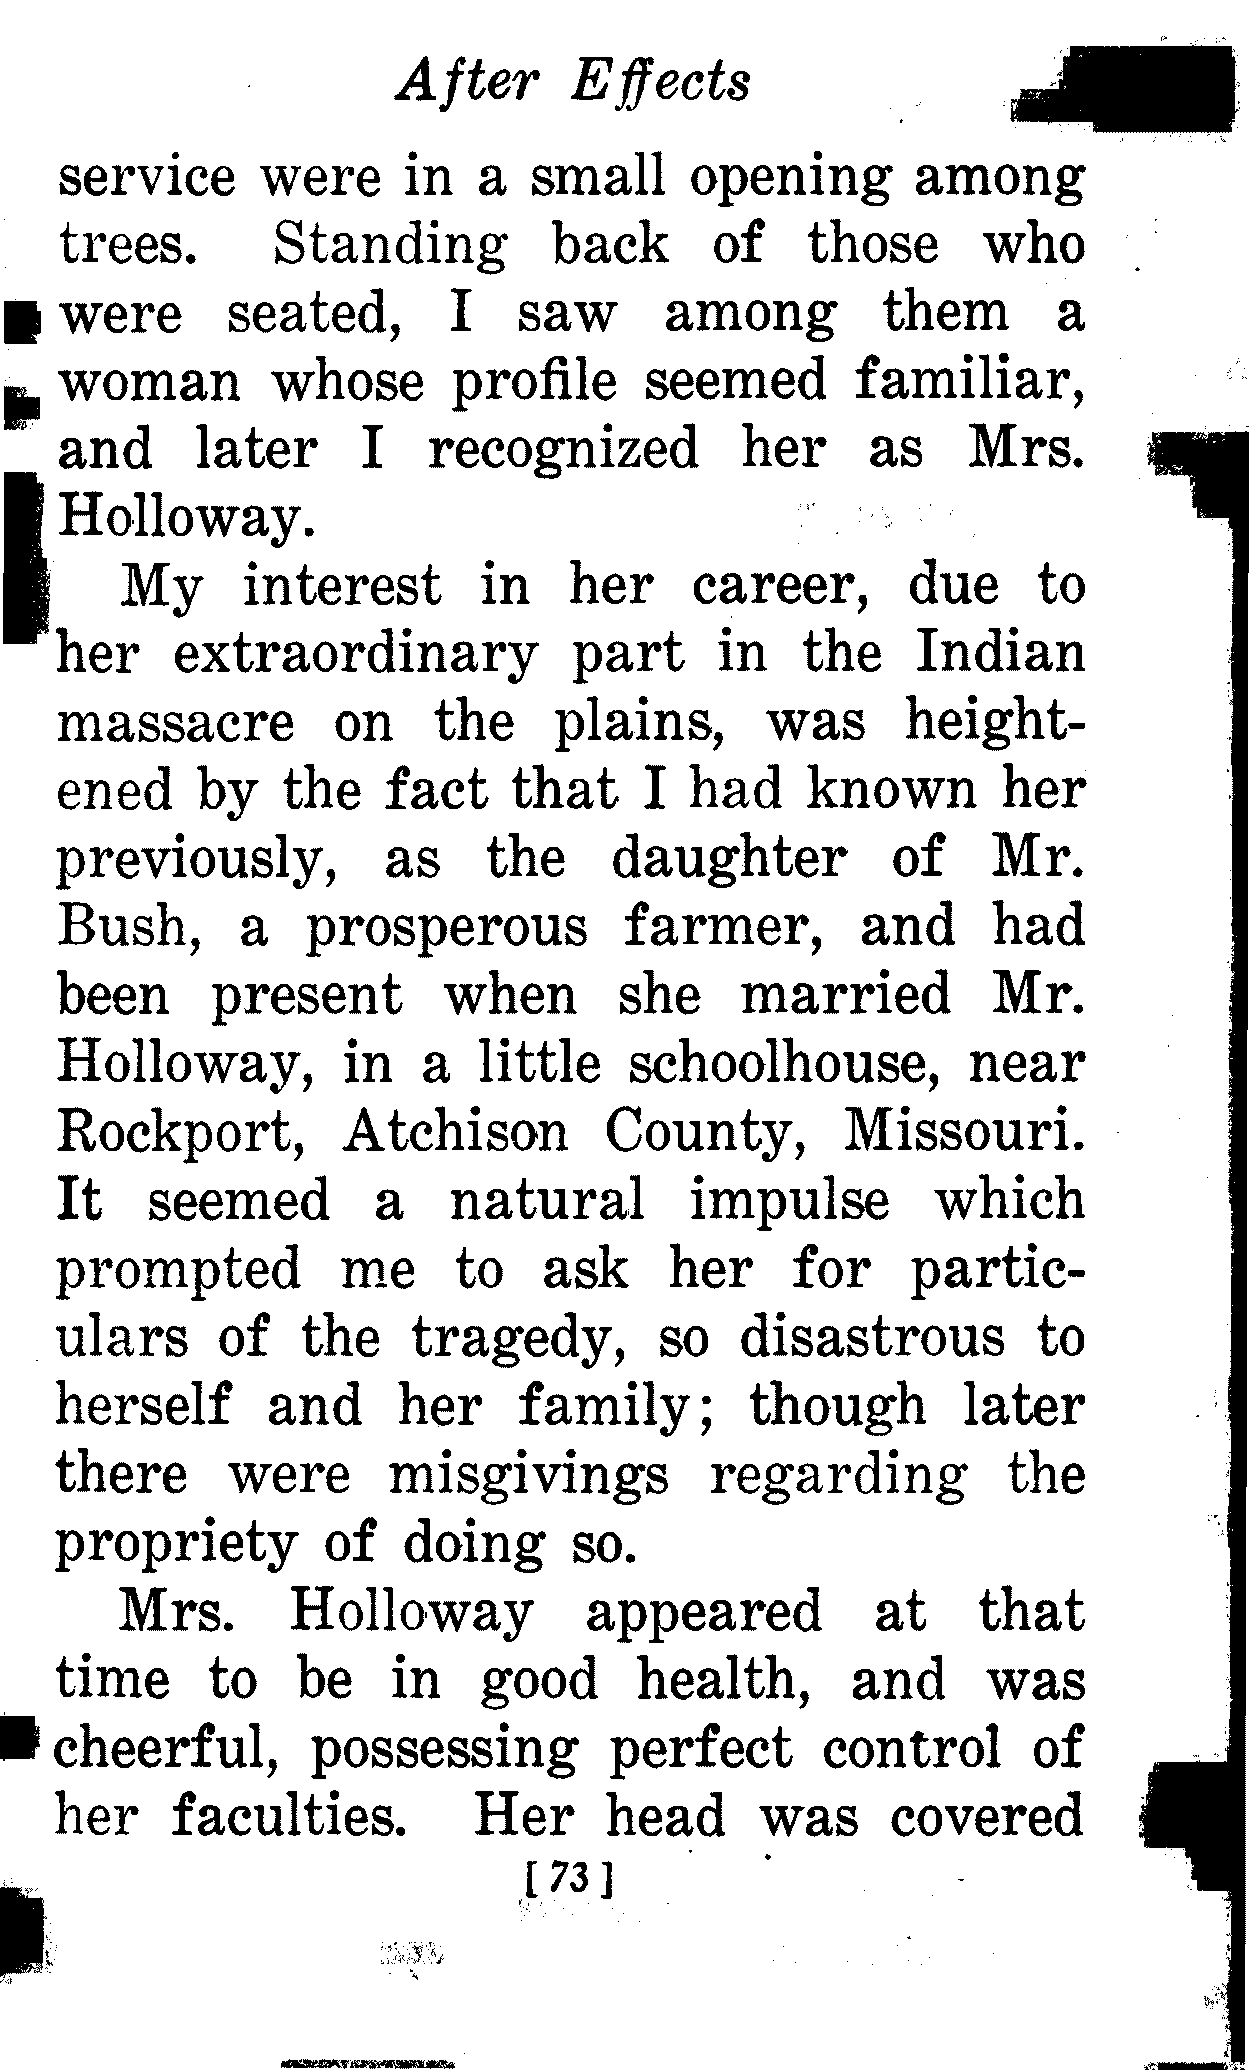 After Effects
service were in a small opening among
trees. Standing back of those who
were seated, I saw among them a
woman whose profile seemed familiar,
and later I recognized her as Mrs.
Holloway.
My interest in her career, due to
her extraordinary part in the Indian
massacre on the plains, was height-
ened by the fact that I had known her
previously, as the daughter of Mr.
Bush, a prosperous farmer, and had
been present when she married Mr.
Holloway, in a little schoolhouse, near
Rockport, Atchison County, Missouri.
It seemed a natural impulse which
prompted me to ask her for partic-
ulars of the tragedy, so disastrous to
herself and her family; though later
there were misgivings regarding the
propriety of doing so.
Mrs. Holloway appeared at that
time to be in good health, and was
cheerful, possessing perfect control of
her faculties. Her head was covered
[73]